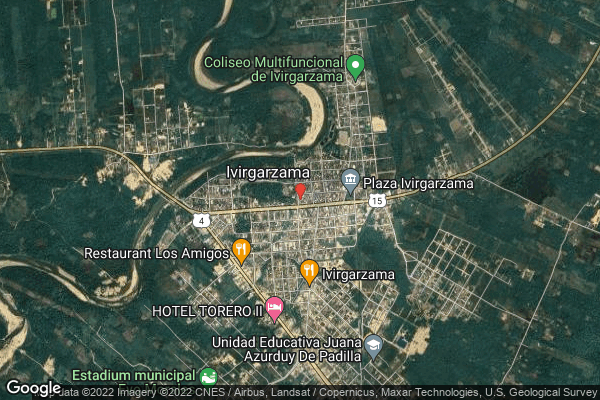 Coliseo Multifuncional
de Ivirgarzama
Ivirgarzama
Plaza Ivirgarzama
15
4
Restaurant Los Amigos
Ivirgarzama
HOTEL TORERO II
Unidad Educativa Juana
Azúrduy De Padilla
Estadium municipal
Google
data ©2022 Imagery ©2022 CNES / Airbus, Landsat / Copernicus, Maxar Technologies, U.S. Geological Survey